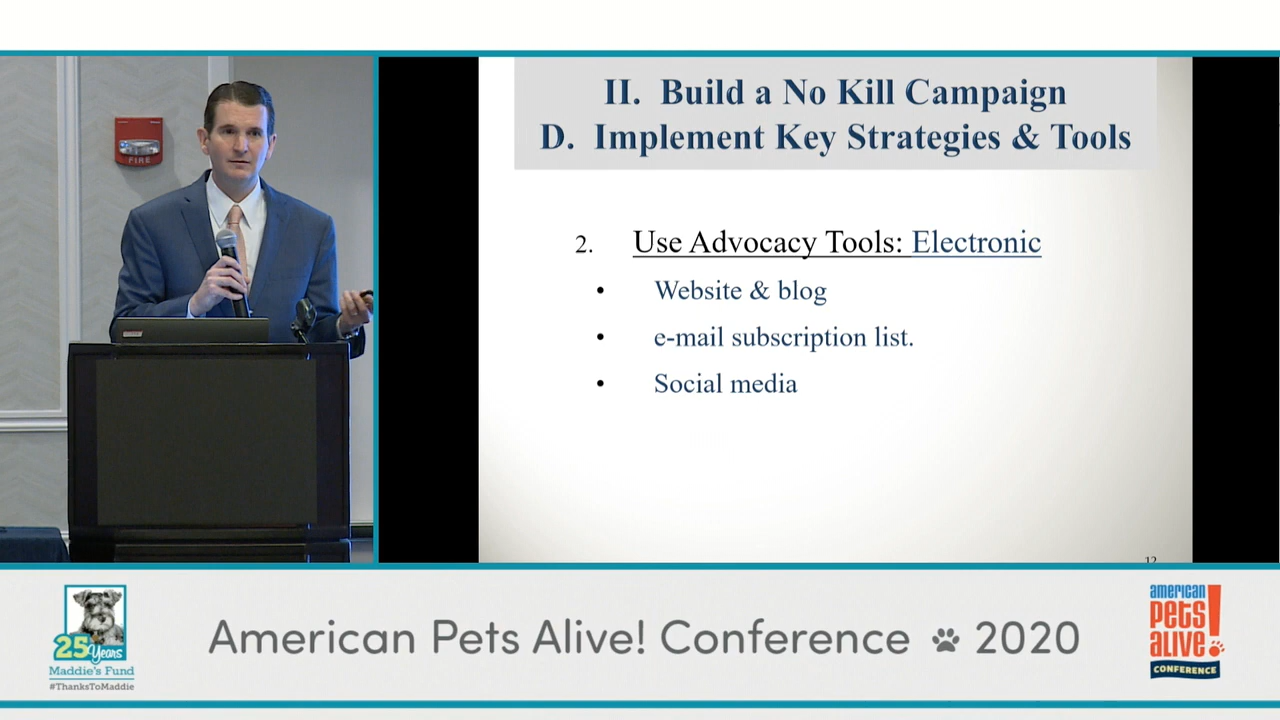 FIRE
II. Build a No Kill Campaign
D. Implement Key Strategies & Tools
2. Use Advocacy Tools: Electronic
• Website & blog
• e-mail subscription list.
• Social media
12
25
Years
Maddie's Fund
#ThanksToMaddie
American Pets Alive! Conference 2020
american
PETS
ALIVE!
CONFERENCE